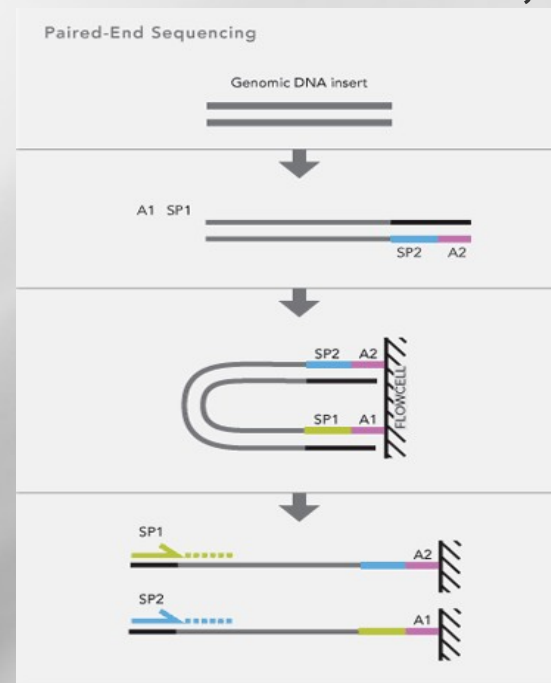 Paired-End Sequencing
Genomic DNA insert
A1 SP1
SP2 A2
SP2 A2
SP1 A1
FLOWCELL
SP1
A2
SP2
A1